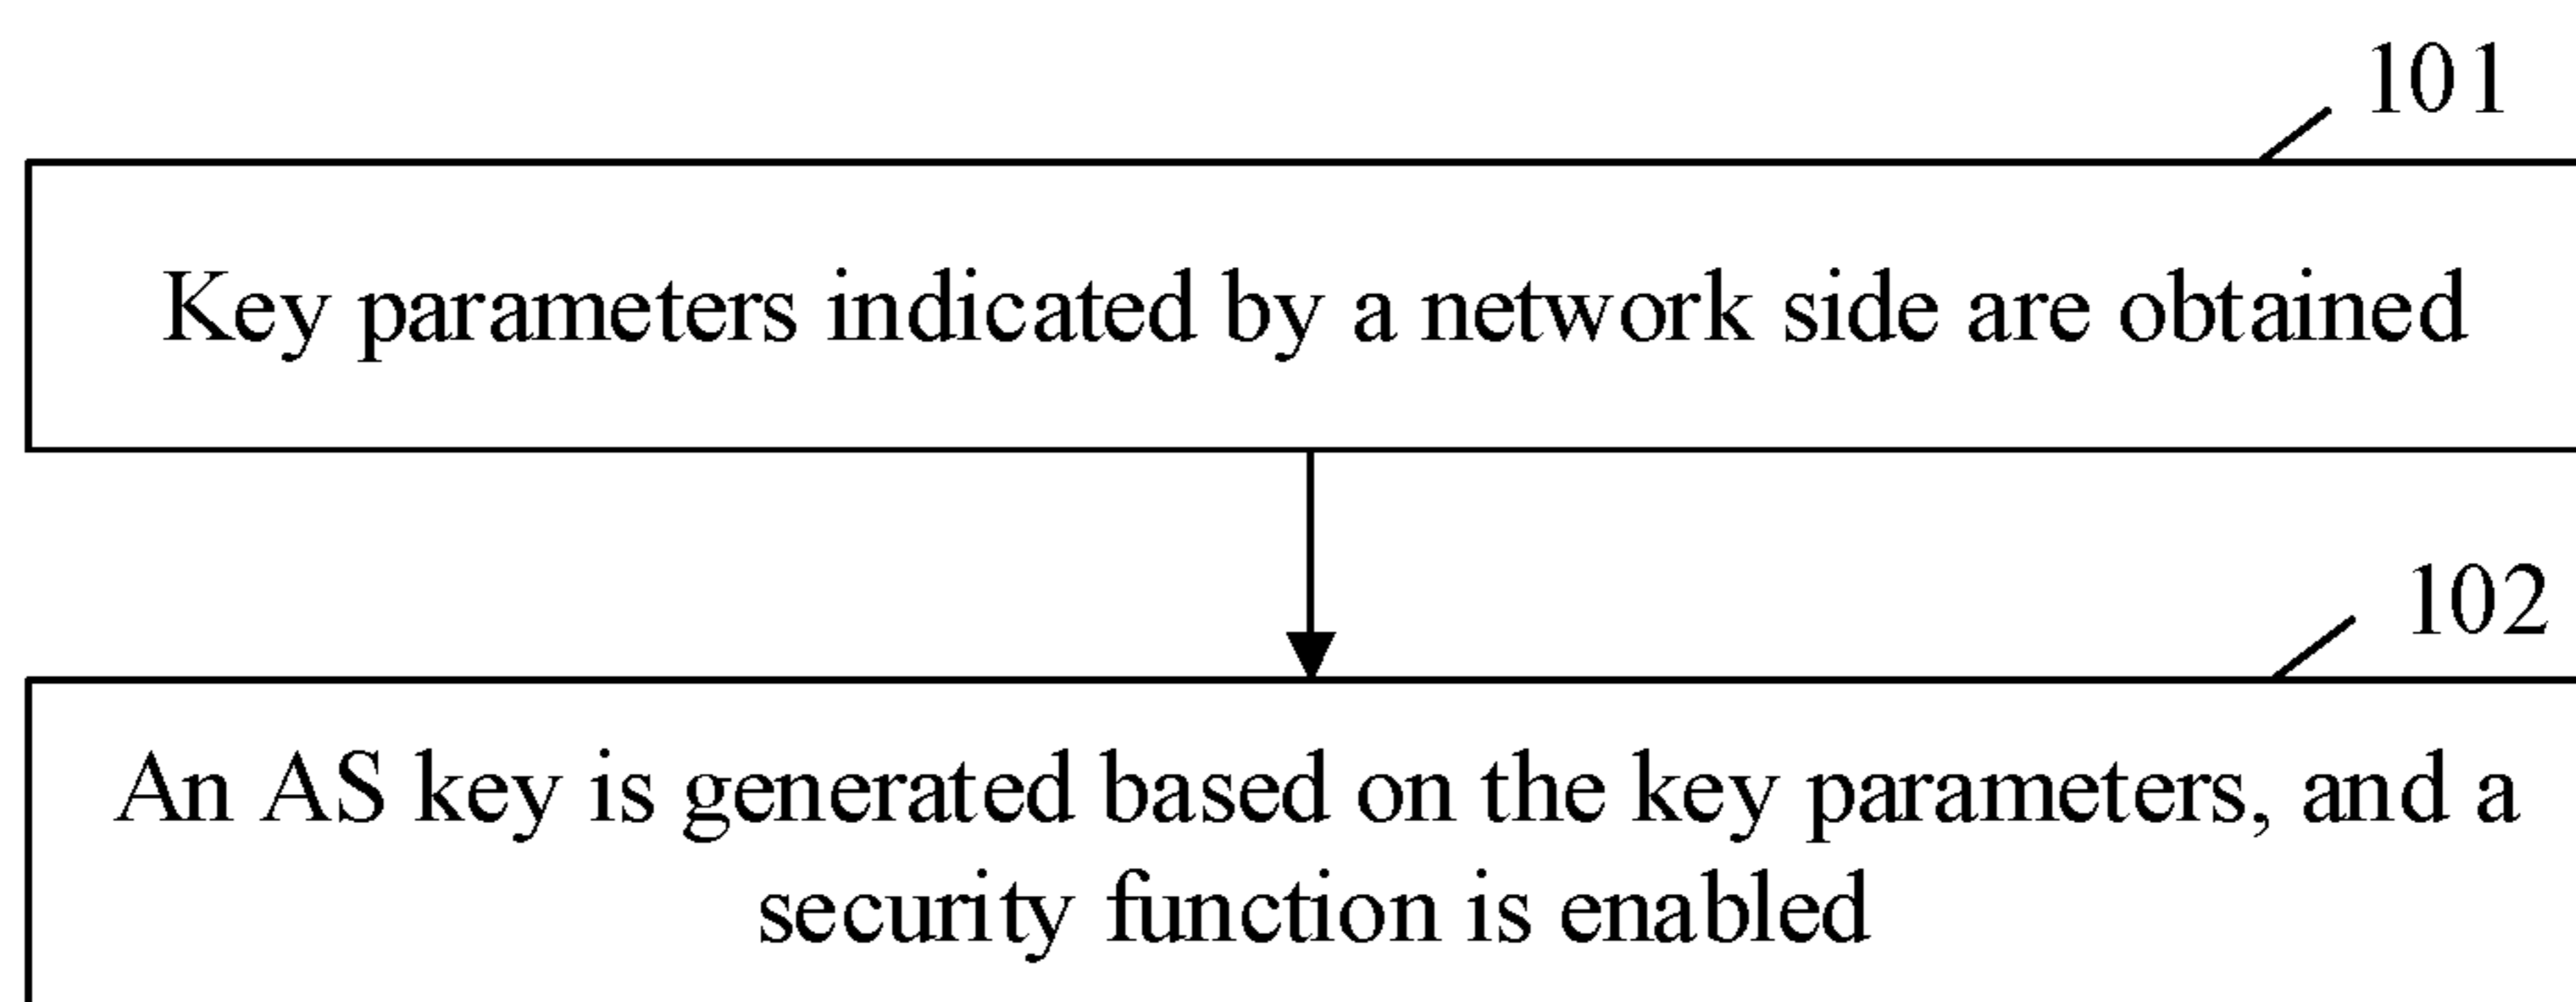 101
Key parameters indicated by a network side are obtained
102
An AS key is generated based on the key parameters, and a
security function is enabled